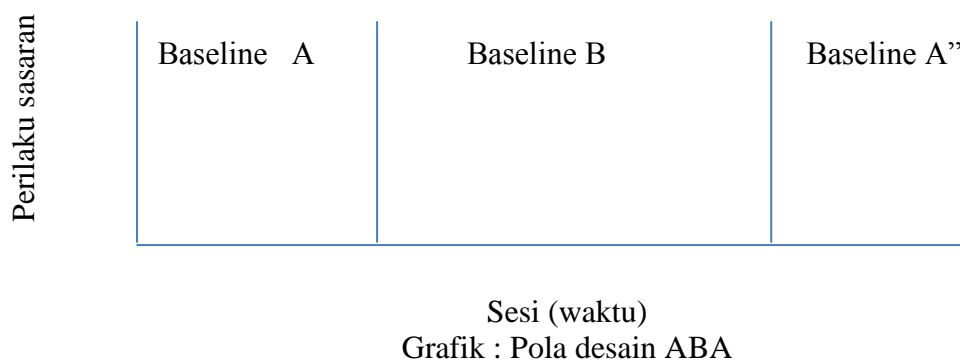 Perilaku sasaran
Baseline A
Baseline B
Baseline A”
Sesi (waktu)
Grafik : Pola desain ABA